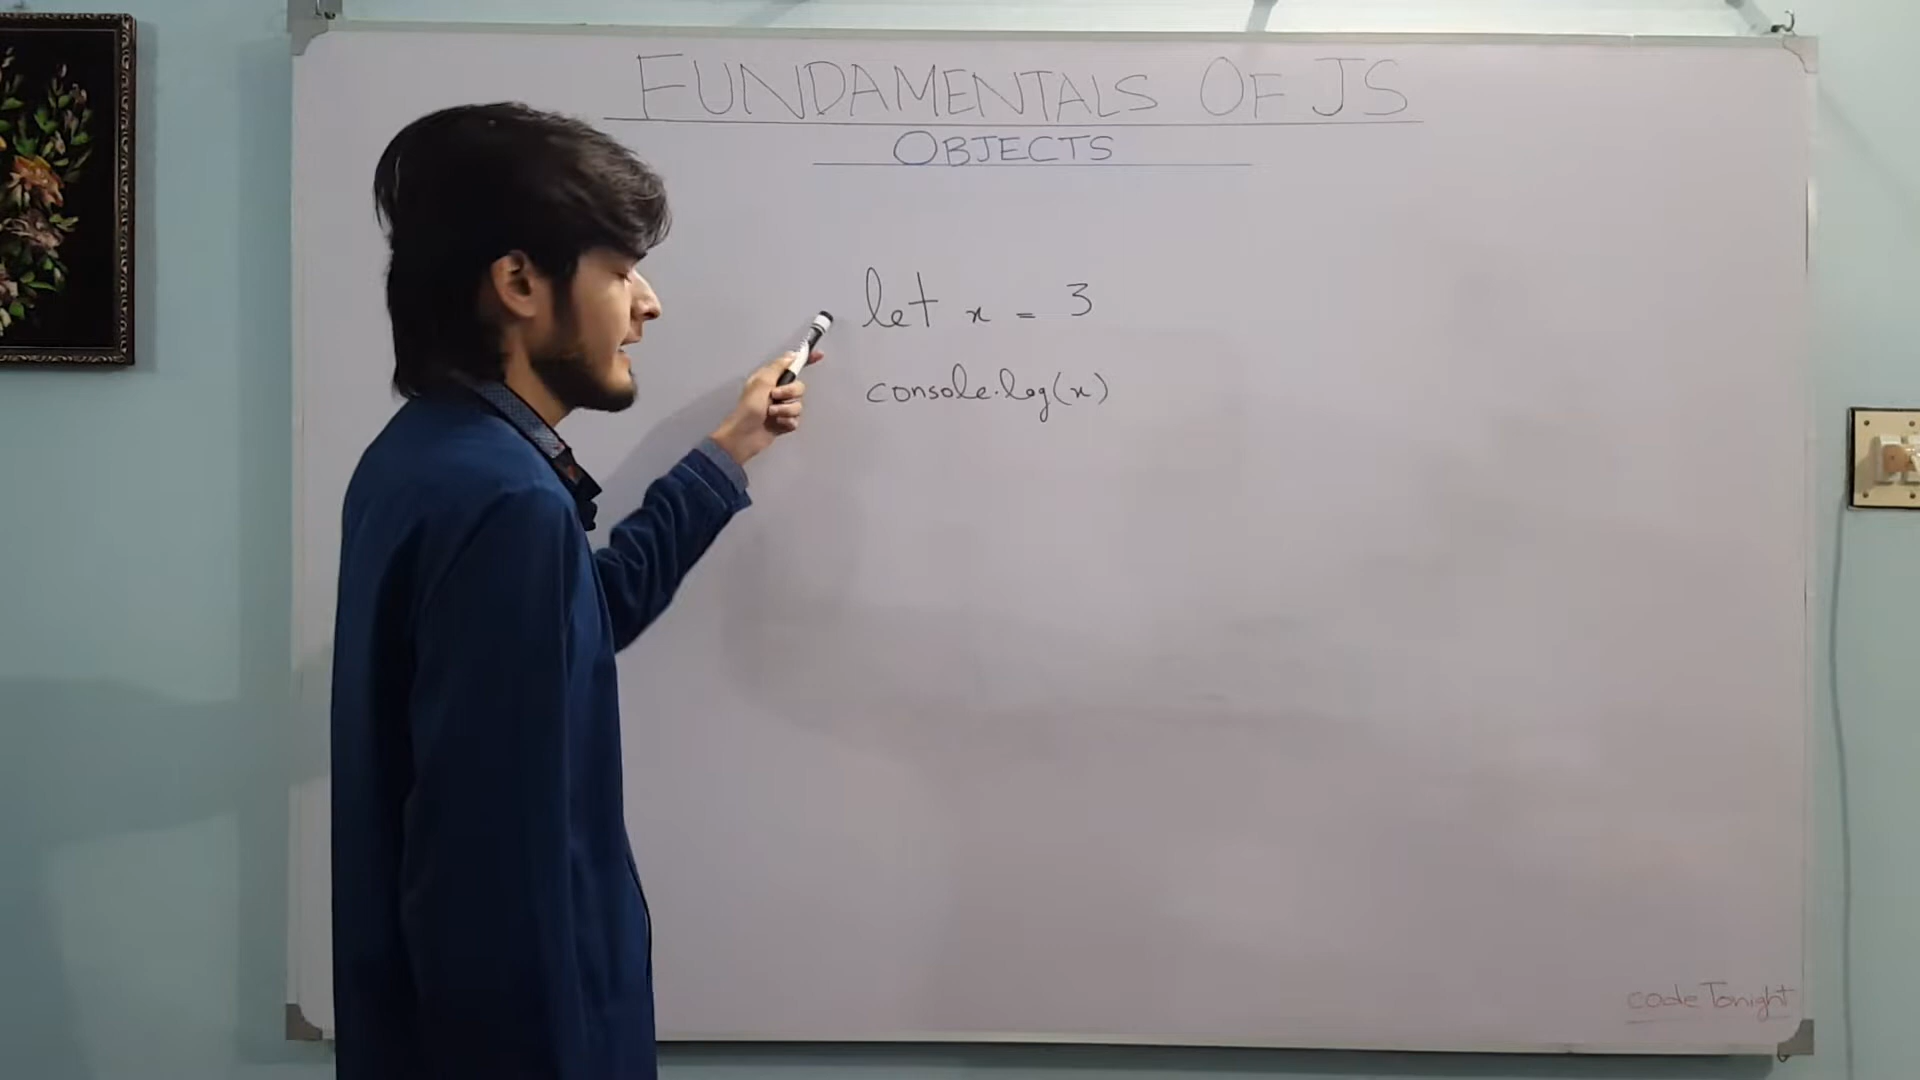 FUNDAMENTALS OF JS
OBJECTS
let x = 3
console.log(x)
codeTonight